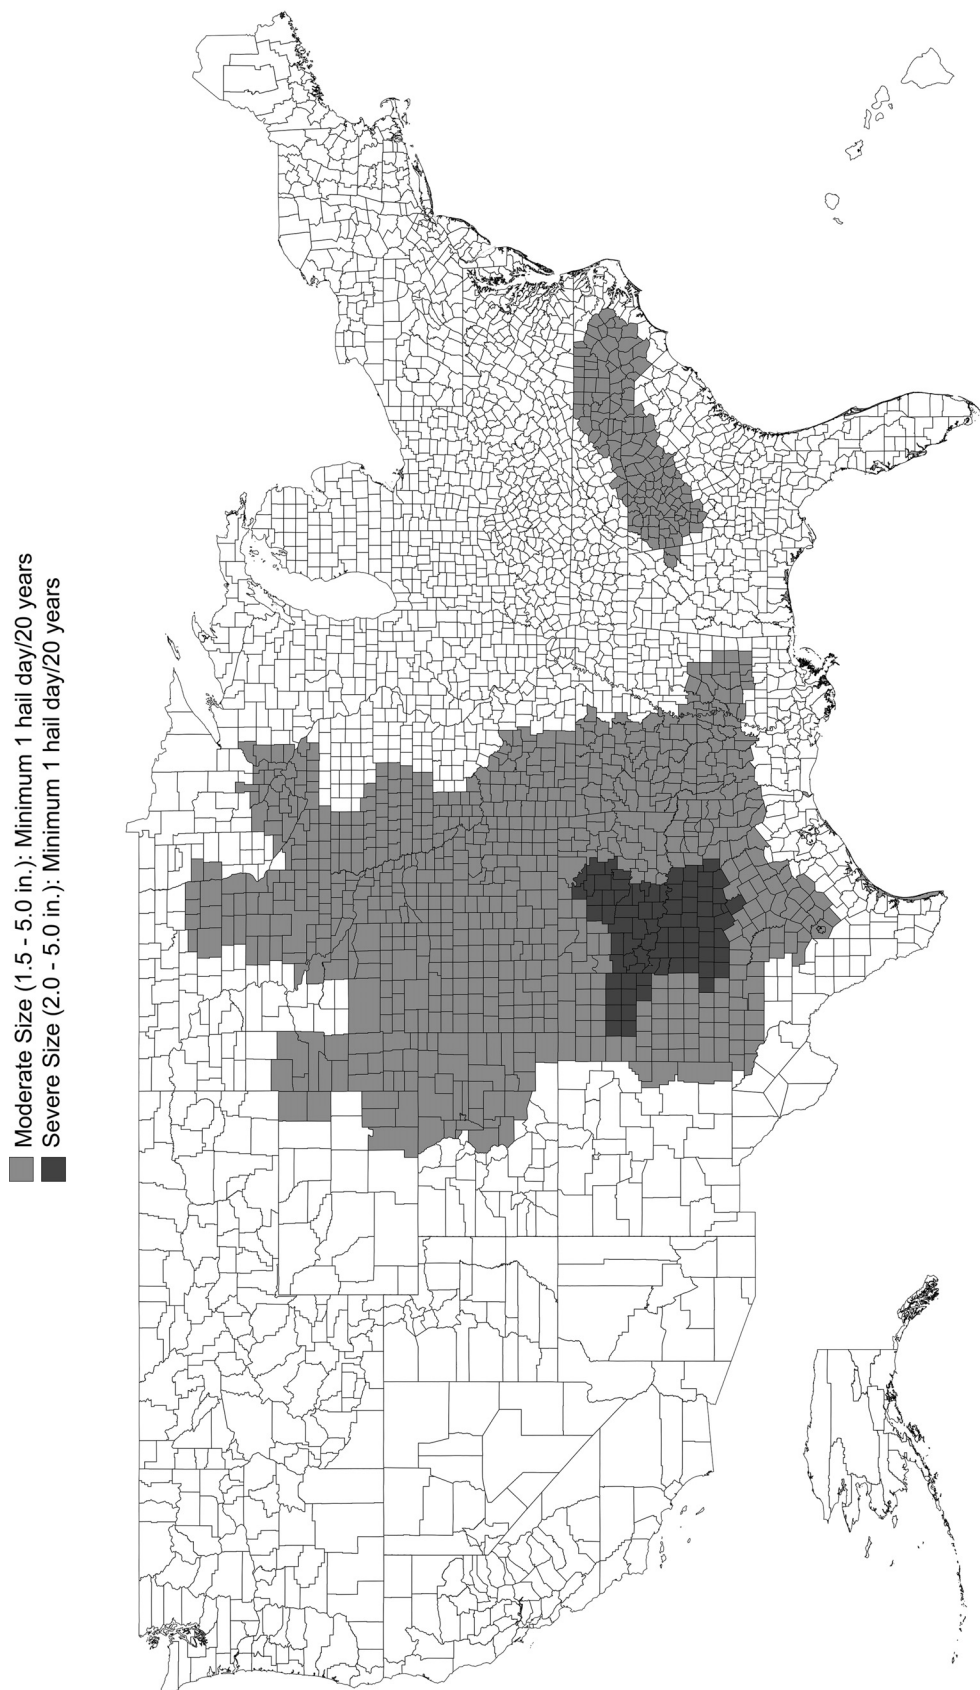 Moderate Size (1.5 - 5.0 in.): Minimum 1 hail day/20 years
Severe Size (2.0 - 5.0 in.): Minimum 1 hail day/20 years